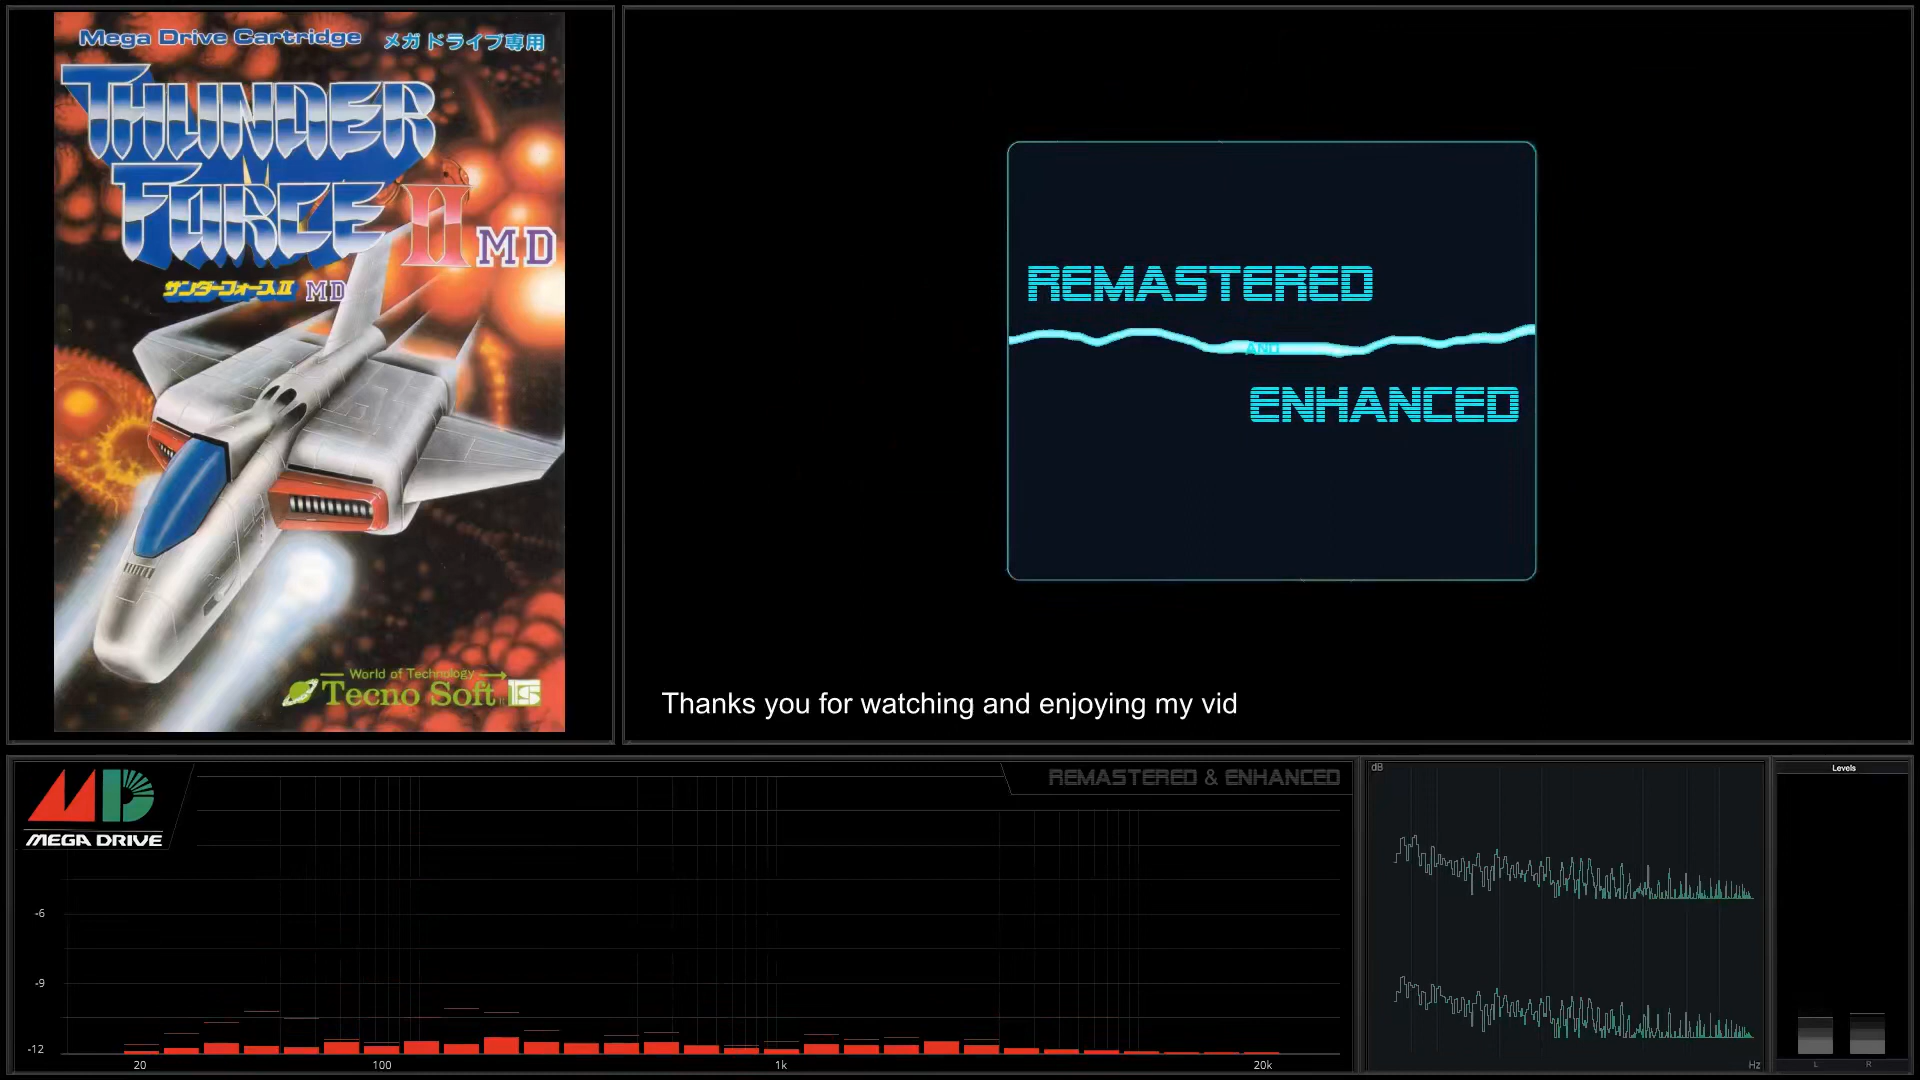 Mega Drive Cartridge メガドライブ専用
THUNDER
FORCE II MD
サンダーフォースII MD
World of Technology
Tecno Soft
REMASTERED
AND
ENHANCED
Thanks you for watching and enjoying my vid
MD
MEGA DRIVE
REMASTERED & ENHANCED
-6
-9
-12
20 100 1k 20k
dB
Hz
Levels
L R